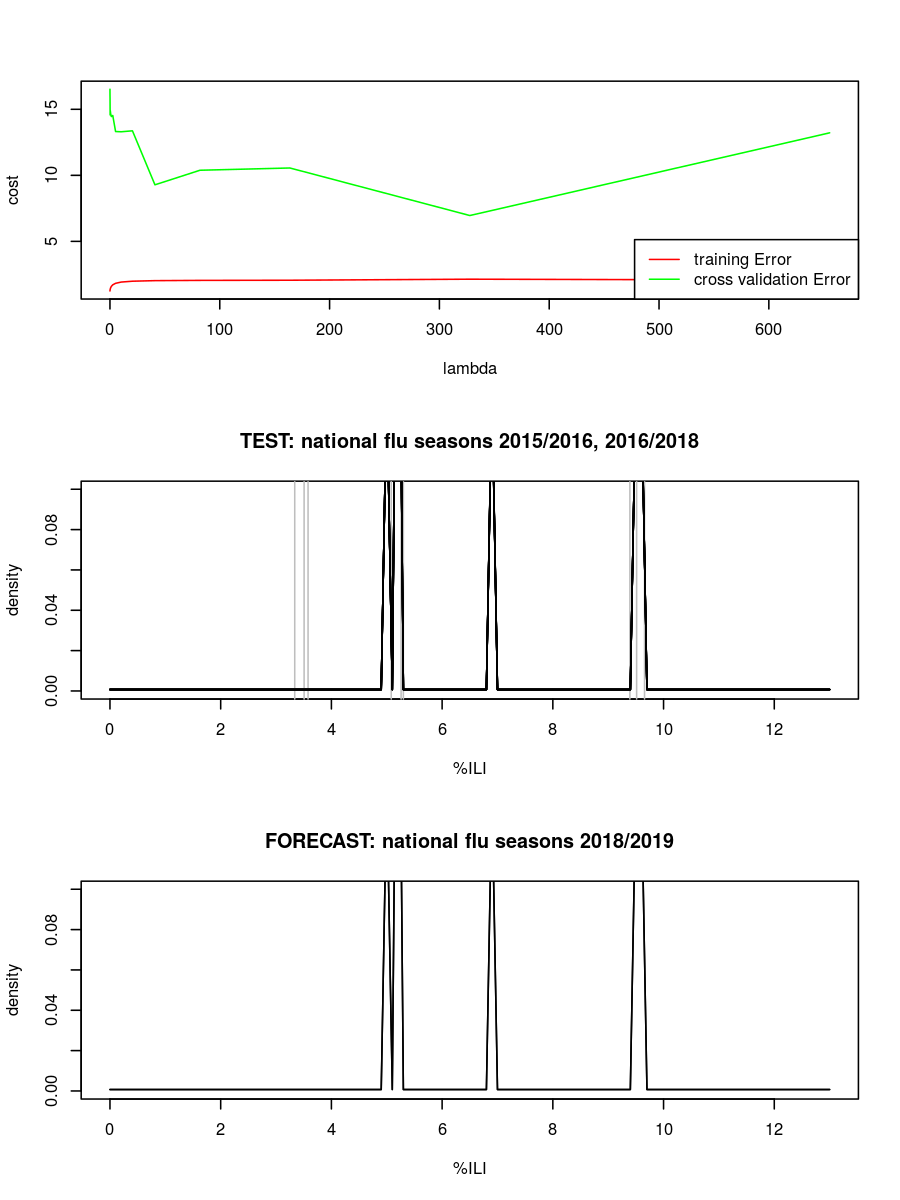 cost
15
10
5
training Error
cross validation Error
0 100 200 300 400 500 600
lambda
TEST: national flu seasons 2015/2016, 2016/2018
density
0.08
0.04
0.00
0 2 4 6 8 10 12
%ILI
FORECAST: national flu seasons 2018/2019
density
0.08
0.04
0.00
0 2 4 6 8 10 12
%ILI